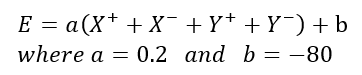 E = a(X⁺ + X⁻ + Y⁺ + Y⁻) + b
where a = 0.2 and b = −80